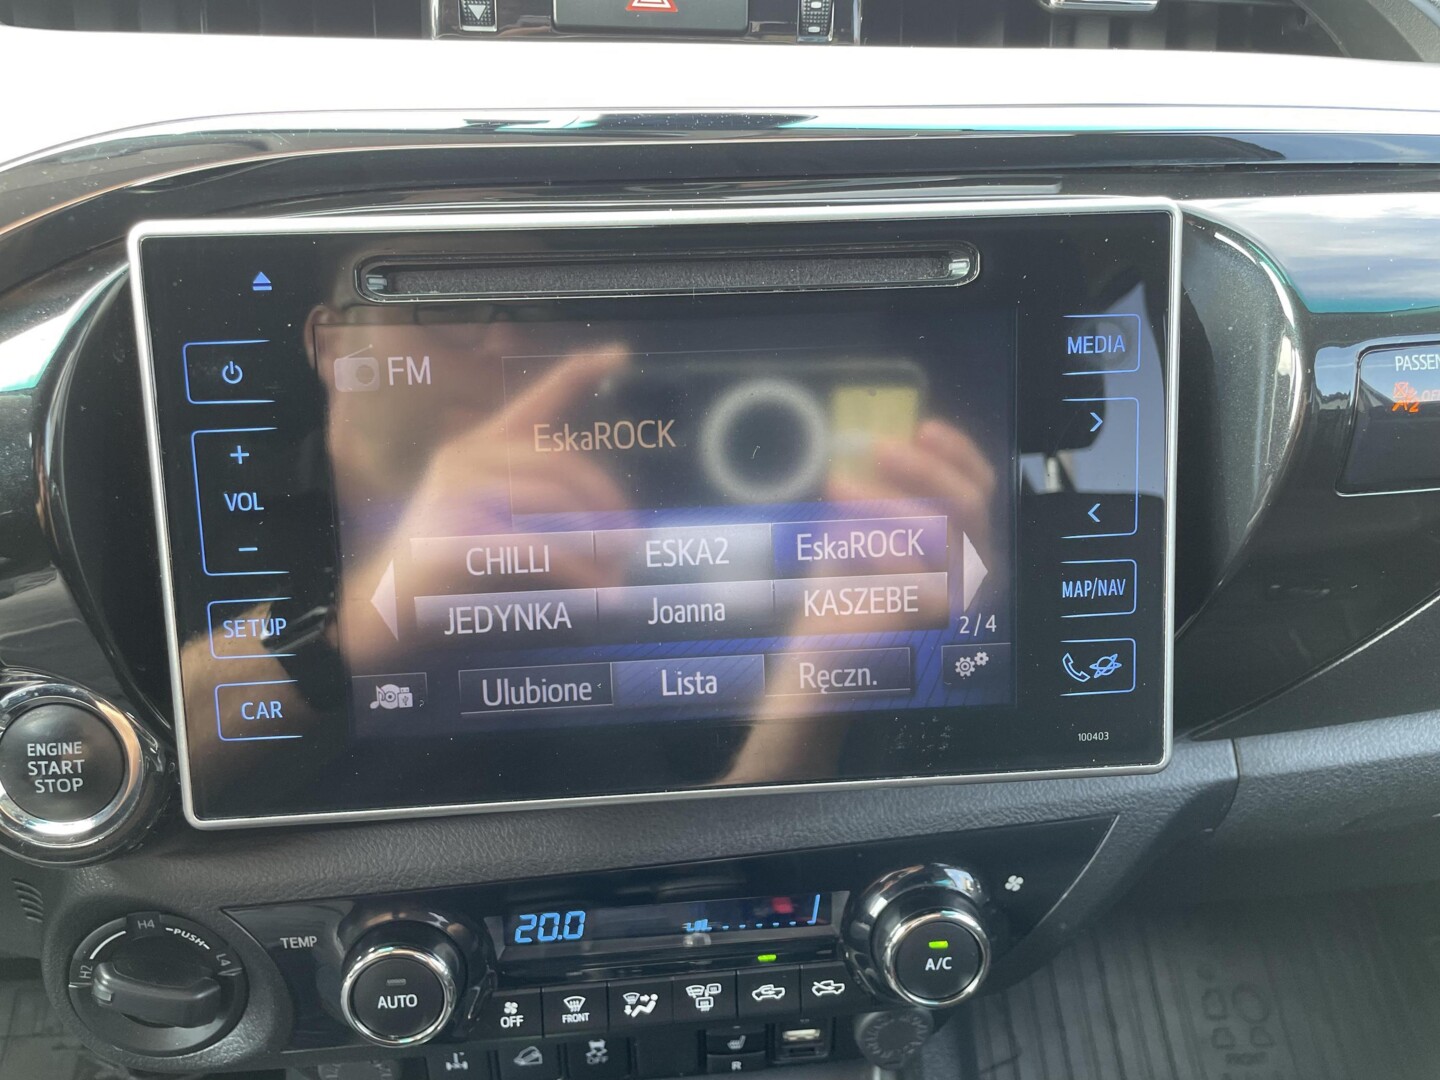 PASSEN
FM
MEDIA
EskaROCK
+
VOL
−
CHILLI ESKA2 EskaROCK
JEDYNKA Joanna KASZEBE
2/4
MAP/NAV
SETUP
Ulubione Lista Ręczn.
CAR
100403
ENGINE
START
STOP
H4
PUSH
L4
H2
TEMP
20.0
AUTO
A/C
OFF
FRONT
OFF
R